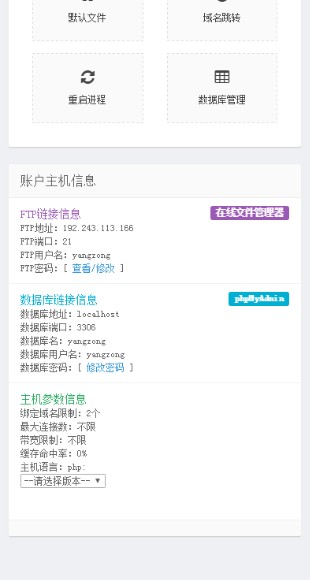 默认文件
域名跳转
重启进程
数据库管理
账户主机信息
FTP链接信息
在线文件管理器
FTP地址: 192.243.113.166
FTP端口: 21
FTP用户名: yangzong
FTP密码: [ 查看/修改 ]
数据库链接信息
phpMyAdmin
数据库地址: localhost
数据库端口: 3306
数据库名: yangzong
数据库用户名: yangzong
数据库密码: [ 修改密码 ]
主机参数信息
绑定域名限制: 2个
最大连接数: 不限
带宽限制: 不限
缓存命中率: 0%
主机语言: php:
--请选择版本--